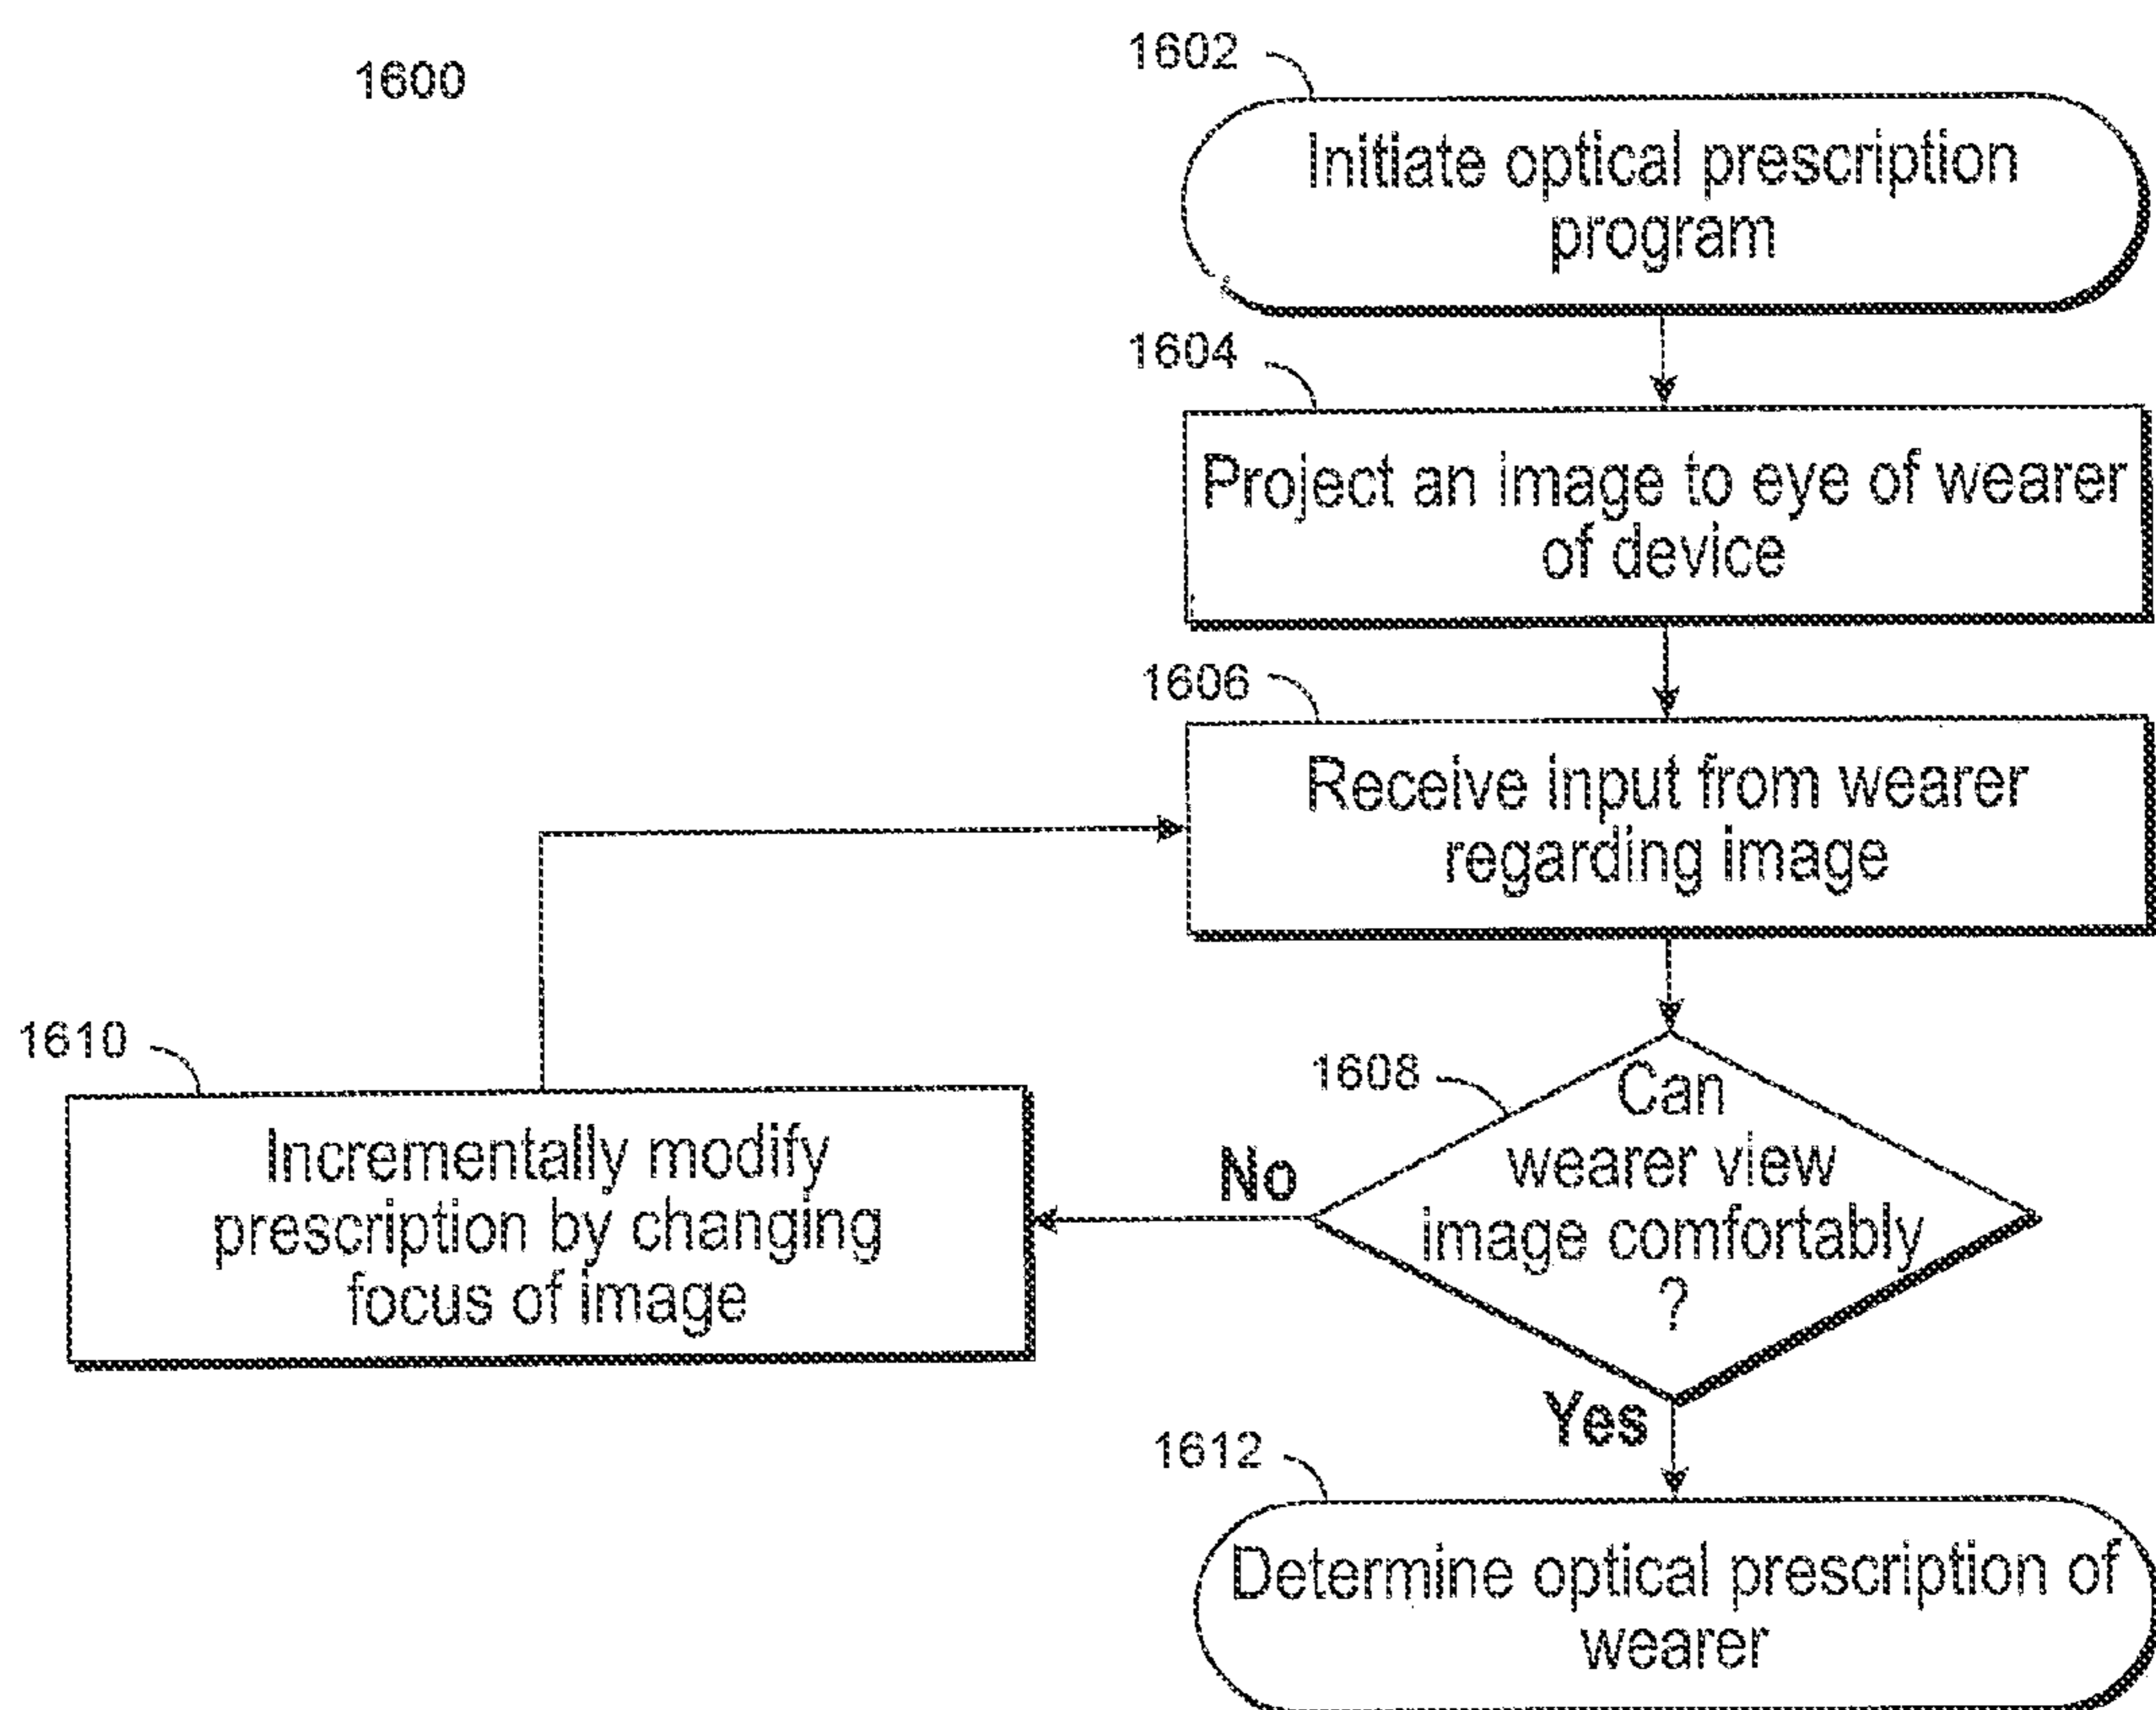 1600
1602
Initiate optical prescription
program
1604
Project an image to eye of wearer
of device
1606
Receive input from wearer
regarding image
1608
Can
wearer view
image comfortably
?
No
1610
Incrementally modify
prescription by changing
focus of image
Yes
1612
Determine optical prescription of
wearer